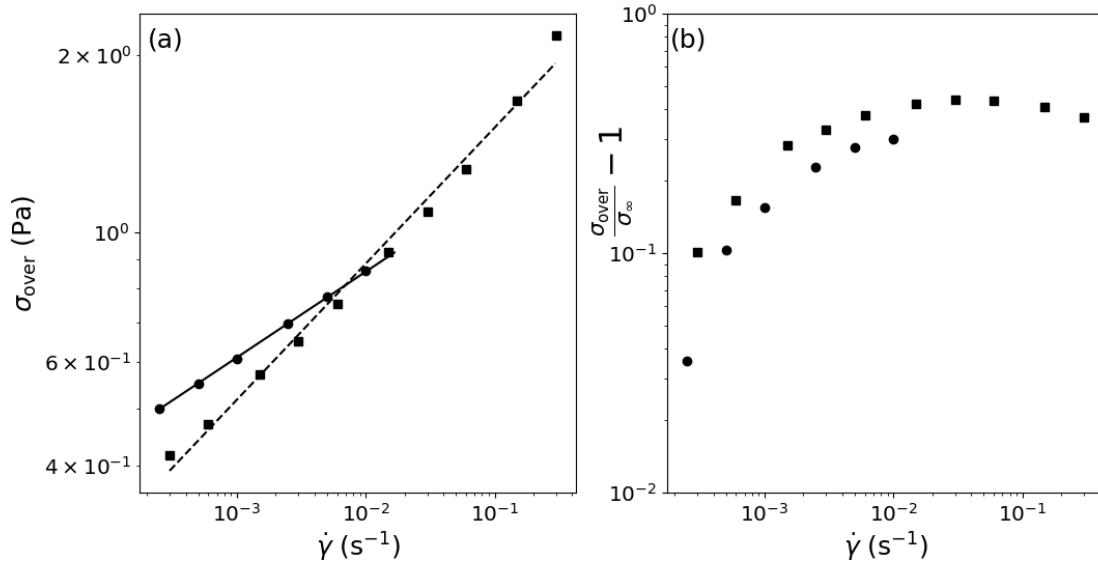 (a)
2 × 10⁰
10⁰
6 × 10⁻¹
4 × 10⁻¹
σ_over (Pa)
10⁻³ 10⁻² 10⁻¹
γ̇ (s⁻¹)
(b)
10⁰
10⁻¹
10⁻²
σ_over/σ_∞ − 1
10⁻³ 10⁻² 10⁻¹
γ̇ (s⁻¹)